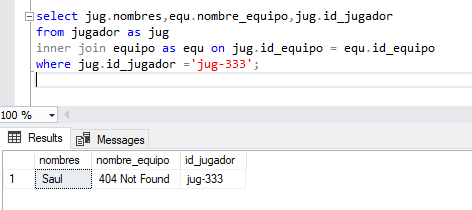 select jug.nombres,equ.nombre_equipo,jug.id_jugador
from jugador as jug
inner join equipo as equ on jug.id_equipo = equ.id_equipo
where jug.id_jugador ='jug-333';
100 %
Results Messages
nombres nombre_equipo id_jugador
1 Saul 404 Not Found jug-333